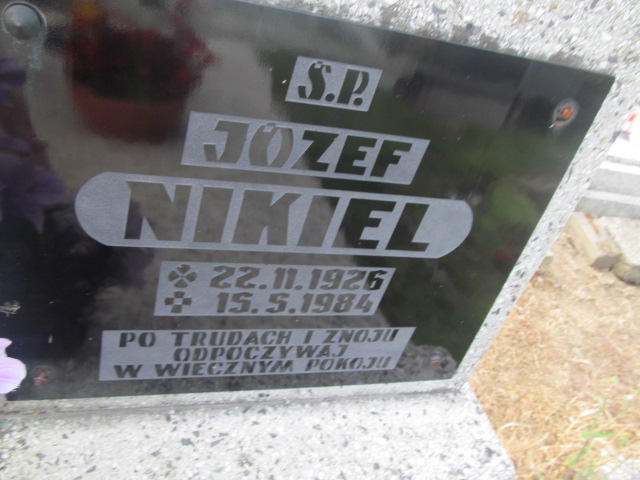 Ś.P.
JÓZEF
NIKIEL
22.11.1926
15.5.1984
PO TRUDACH I ZNOJU
ODPOCZYWAJ
W WIECZNYM POKOJU